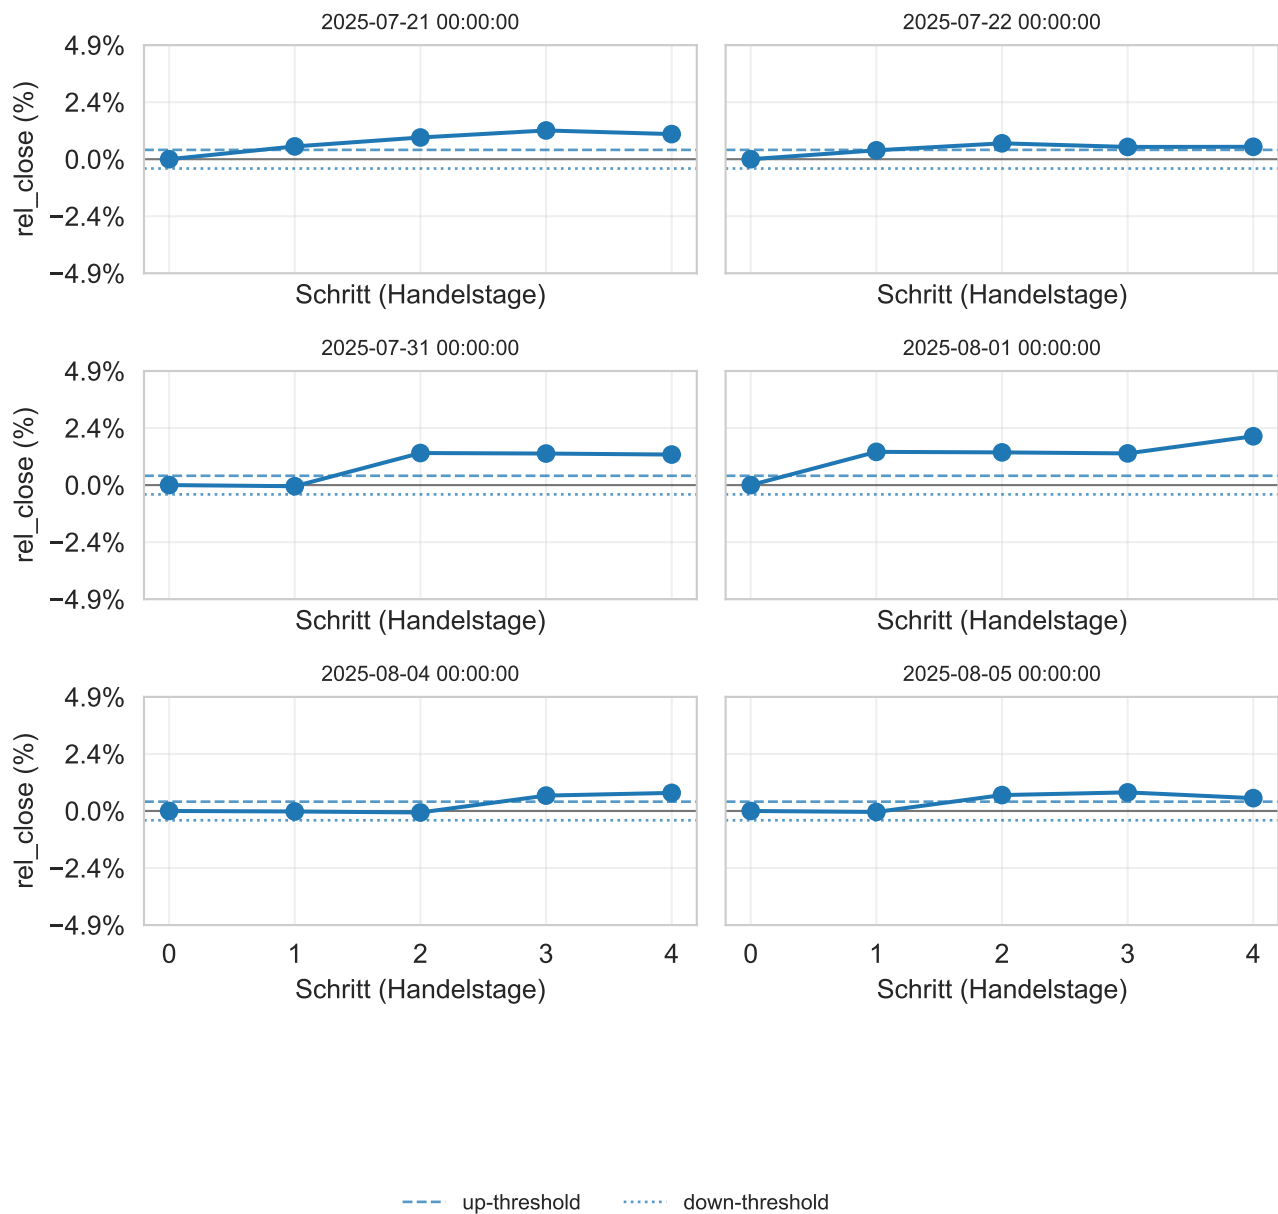 2025-07-21 00:00:00
2025-07-22 00:00:00
4.9%
2.4%
0.0%
−2.4%
−4.9%
rel_close (%)
Schritt (Handelstage)
Schritt (Handelstage)
2025-07-31 00:00:00
2025-08-01 00:00:00
4.9%
2.4%
0.0%
−2.4%
−4.9%
rel_close (%)
Schritt (Handelstage)
Schritt (Handelstage)
2025-08-04 00:00:00
2025-08-05 00:00:00
4.9%
2.4%
0.0%
−2.4%
−4.9%
rel_close (%)
0 1 2 3 4
0 1 2 3 4
Schritt (Handelstage)
Schritt (Handelstage)
up-threshold
down-threshold